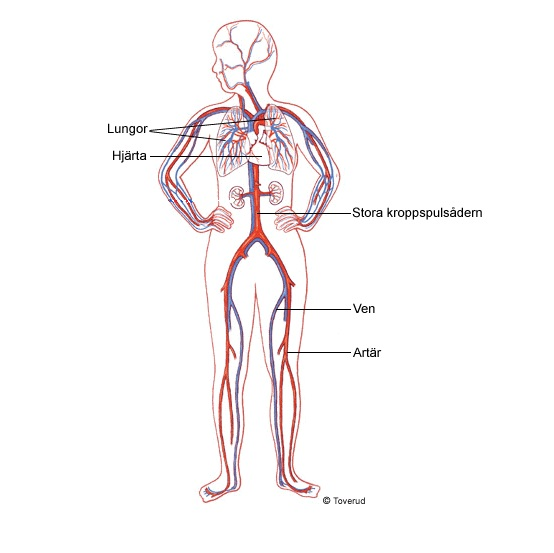 Lungor
Hjärta
Stora kroppspulsådern
Ven
Artär
© Toverud